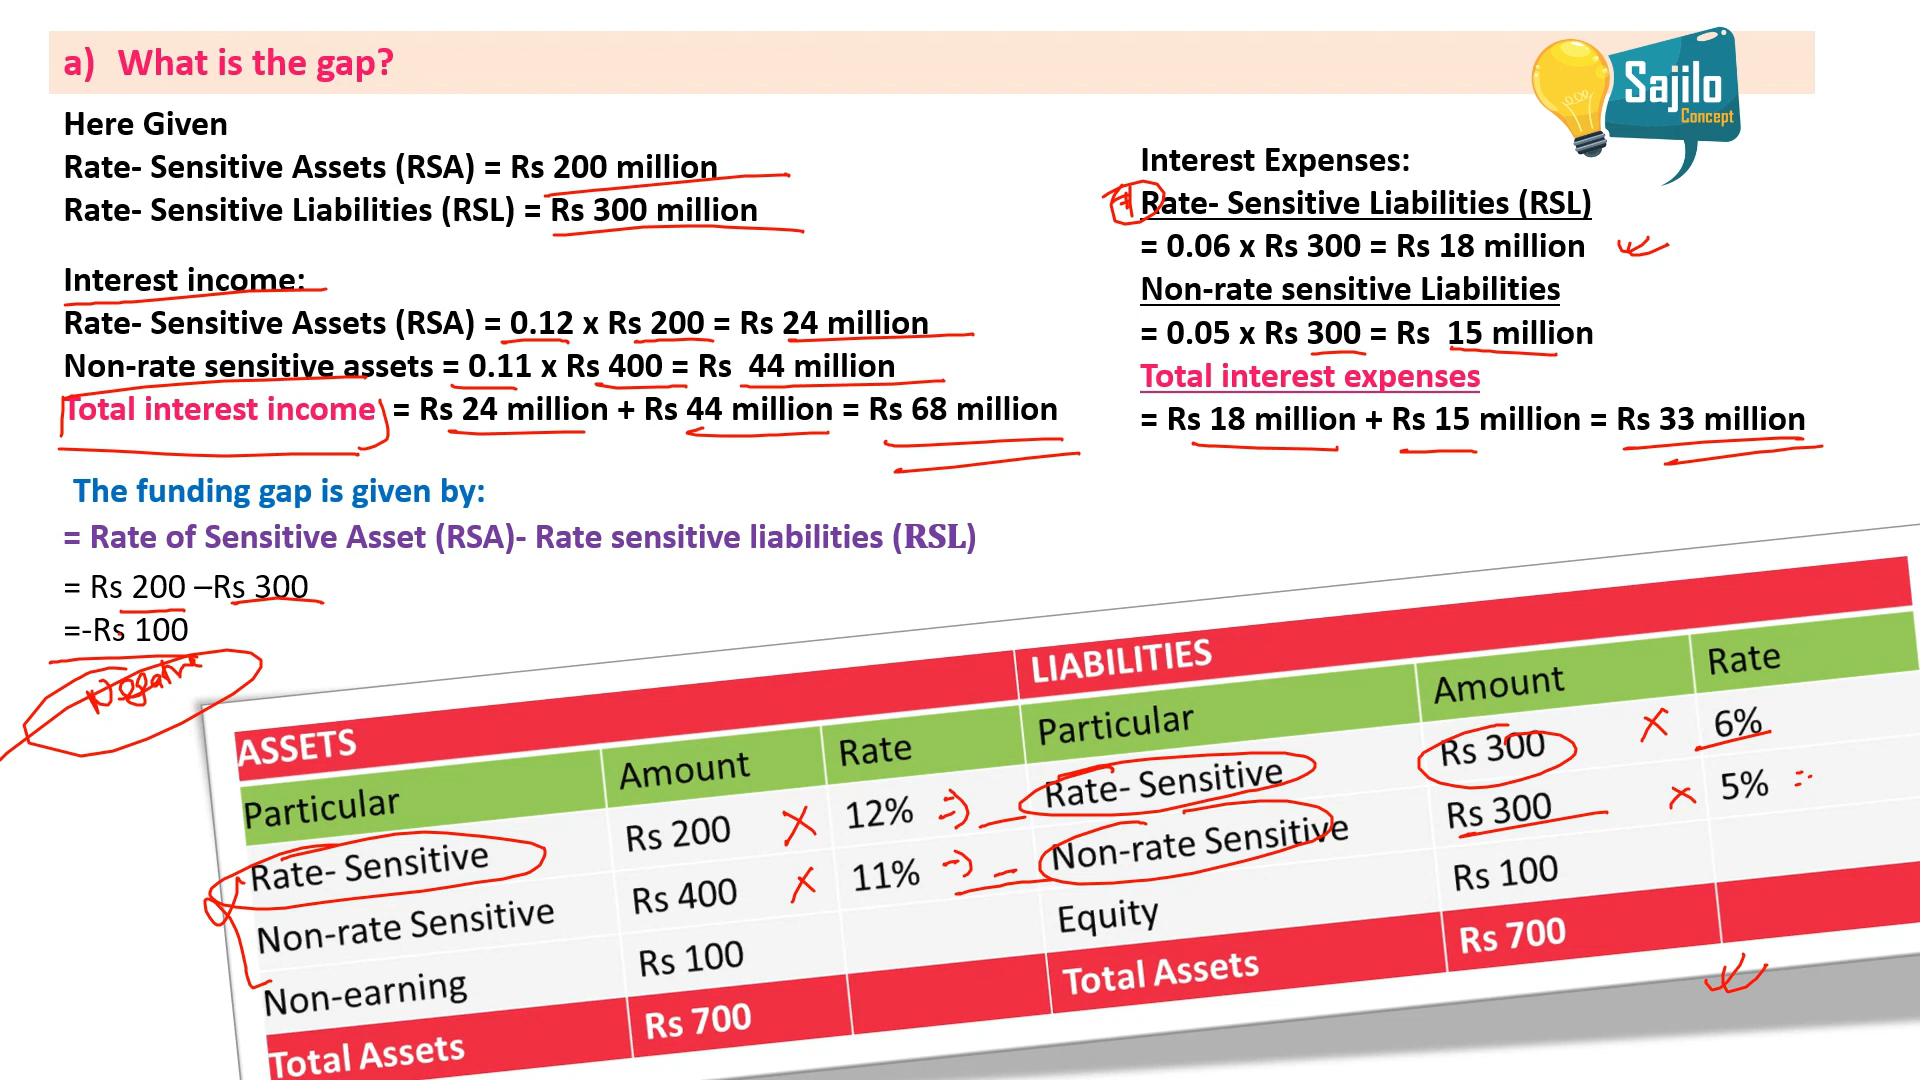 a) What is the gap?
Sajilo
Concept
Here Given
Rate- Sensitive Assets (RSA) = Rs 200 million
Rate- Sensitive Liabilities (RSL) = Rs 300 million
Interest income:
Rate- Sensitive Assets (RSA) = 0.12 x Rs 200 = Rs 24 million
Non-rate sensitive assets = 0.11 x Rs 400 = Rs 44 million
Total interest income = Rs 24 million + Rs 44 million = Rs 68 million
Interest Expenses:
Rate- Sensitive Liabilities (RSL)
= 0.06 x Rs 300 = Rs 18 million
Non-rate sensitive Liabilities
= 0.05 x Rs 300 = Rs 15 million
Total interest expenses
= Rs 18 million + Rs 15 million = Rs 33 million
The funding gap is given by:
= Rate of Sensitive Asset (RSA)- Rate sensitive liabilities (RSL)
= Rs 200 –Rs 300
=-Rs 100
Negative
ASSETS LIABILITIES
Particular Amount Rate Particular Amount Rate
Rate- Sensitive Rs 200 12% Rate- Sensitive Rs 300 6%
Non-rate Sensitive Rs 400 11% Non-rate Sensitive Rs 300 5%
Non-earning Rs 100 Equity Rs 100
Total Assets Rs 700 Total Assets Rs 700